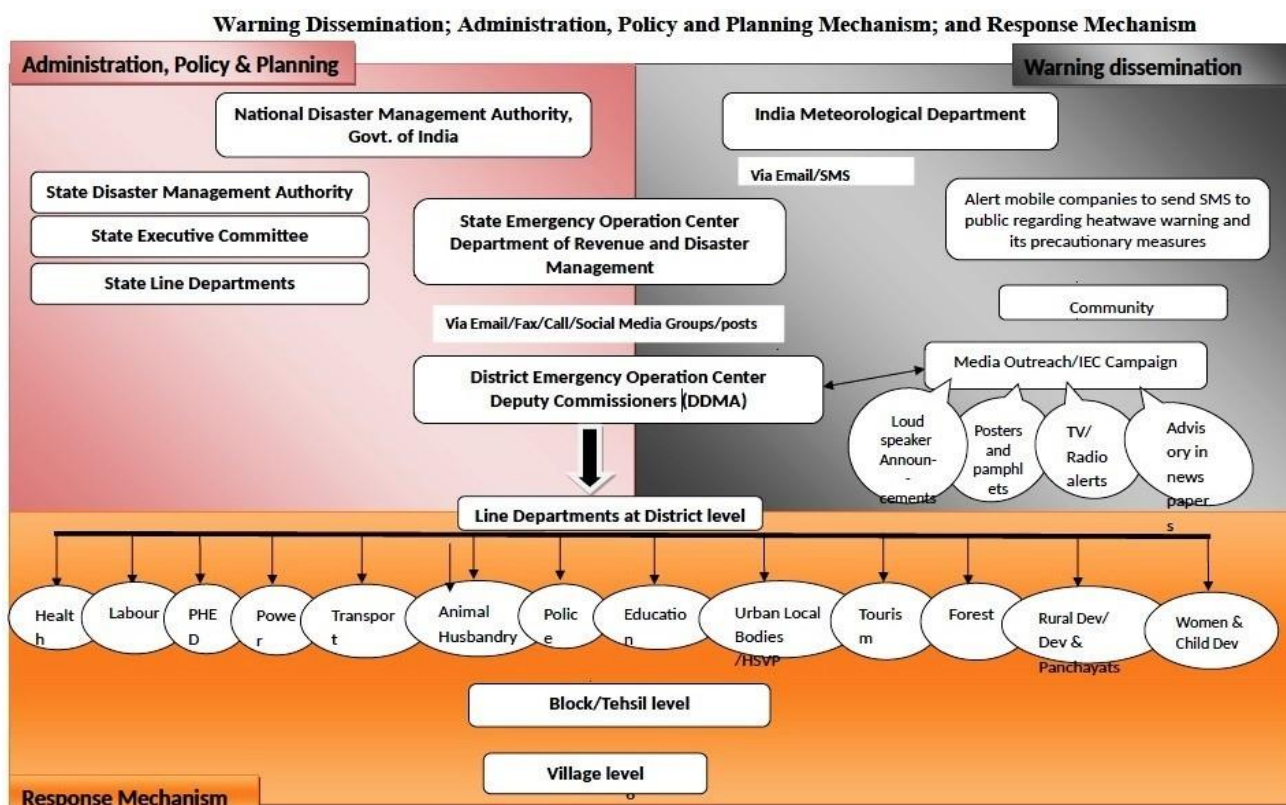 Warning Dissemination; Administration, Policy and Planning Mechanism; and Response Mechanism
Administration, Policy & Planning
Warning dissemination
National Disaster Management Authority,
Govt. of India
India Meteorological Department
Via Email/SMS
State Disaster Management Authority
State Executive Committee
State Line Departments
State Emergency Operation Center
Department of Revenue and Disaster
Management
Alert mobile companies to send SMS to
public regarding heatwave warning and
its precautionary measures
Community
Via Email/Fax/Call/Social Media Groups/posts
Media Outreach/IEC Campaign
District Emergency Operation Center
Deputy Commissioners (DDMA)
Loud
speaker
Announ-
-
cements
Posters
and
pamphl
ets
TV/
Radio
alerts
Advis
ory in
news
paper
s
Line Departments at District level
Healt
h
Labour
PHE
D
Powe
r
Transpor
t
Animal
Husbandry
Polic
e
Educatio
n
Urban Local
Bodies
/HSVP
Touris
m
Forest
Rural Dev/
Dev &
Panchayats
Women &
Child Dev
Block/Tehsil level
Village level
Response Mechanism